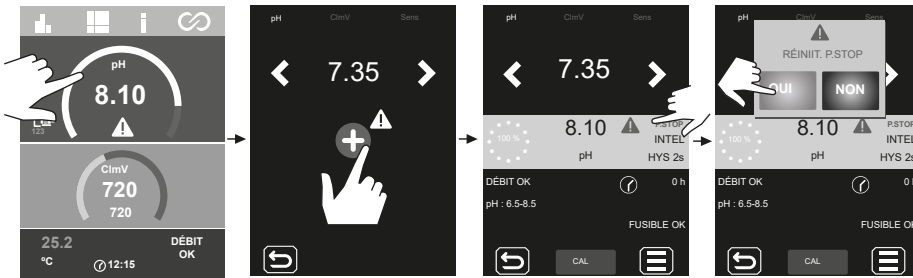 pH
8.10
123
ClmV
720
720
25.2
ºC
12:15
DÉBIT
OK
pH ClmV Sens
7.35
pH ClmV Sens
7.35
100 %
8.10
pH
P.STOP
INTEL
HYS 2s
DÉBIT OK
0 h
pH : 6.5-8.5
FUSIBLE OK
CAL
pH ClmV Sens
RÉINIIT. P.STOP
OUI
NON
100 %
8.10
pH
P.STOP
INTEL
HYS 2s
DÉBIT OK
0 h
pH : 6.5-8.5
FUSIBLE OK
CAL